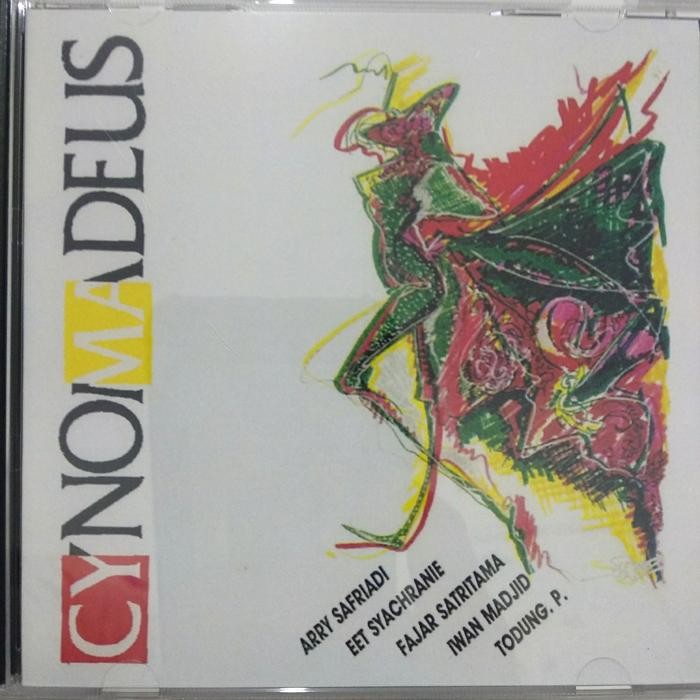 CYNOMADEUS
ARRY SAFRIADI
EET SYACHRANIE
FAJAR SATRITAMA
IWAN MADJID
TODUNG. P.